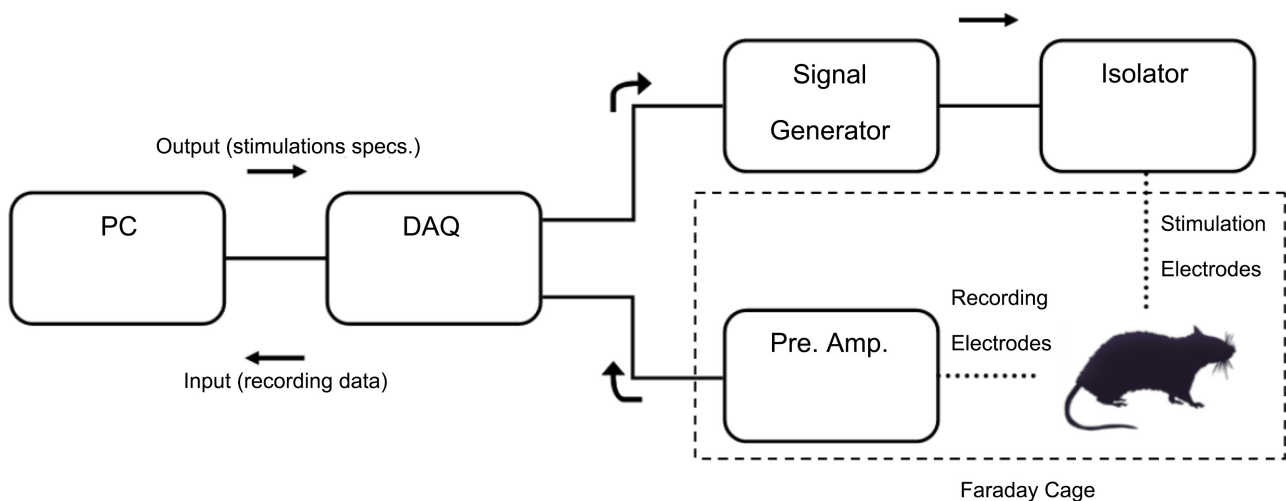 Signal
Generator
Isolator
Output (stimulations specs.)
PC
DAQ
Stimulation
Electrodes
Recording
Electrodes
Pre. Amp.
Input (recording data)
Faraday Cage